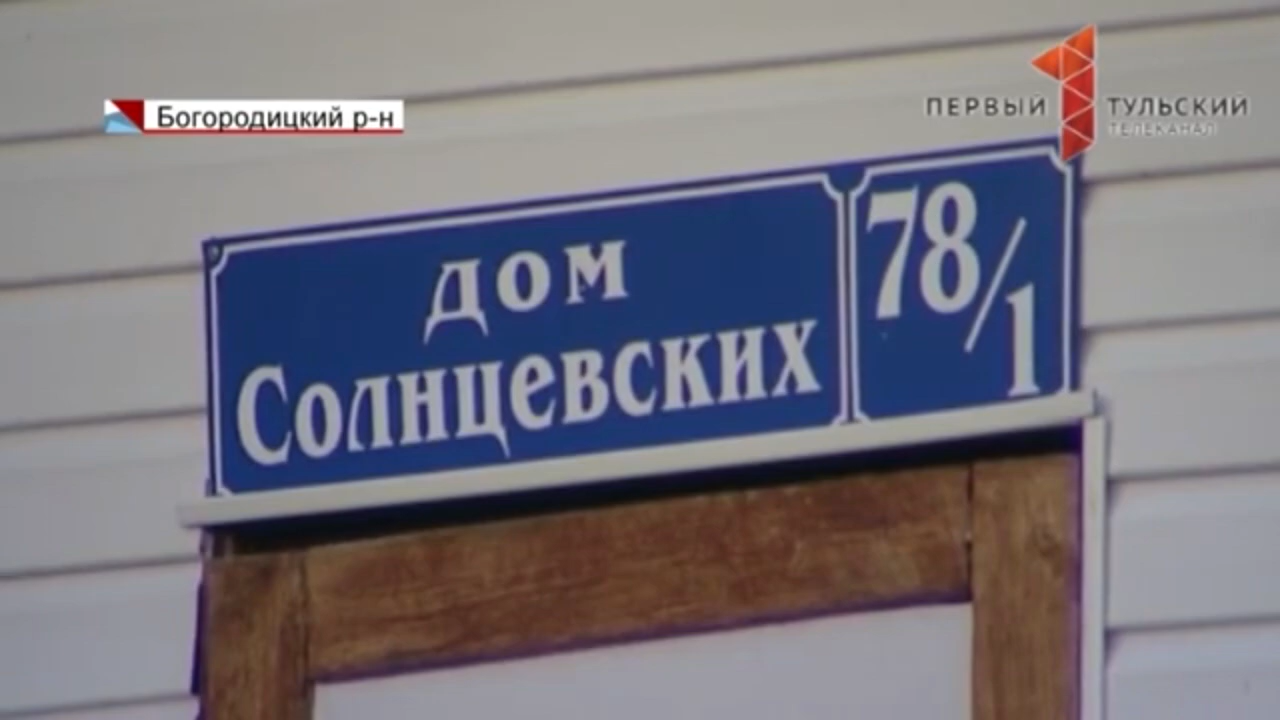 Богородицкий р-н
ПЕРВЫЙ ТУЛЬСКИЙ
ТЕЛЕКАНАЛ
дом
Солнцевских
78/1